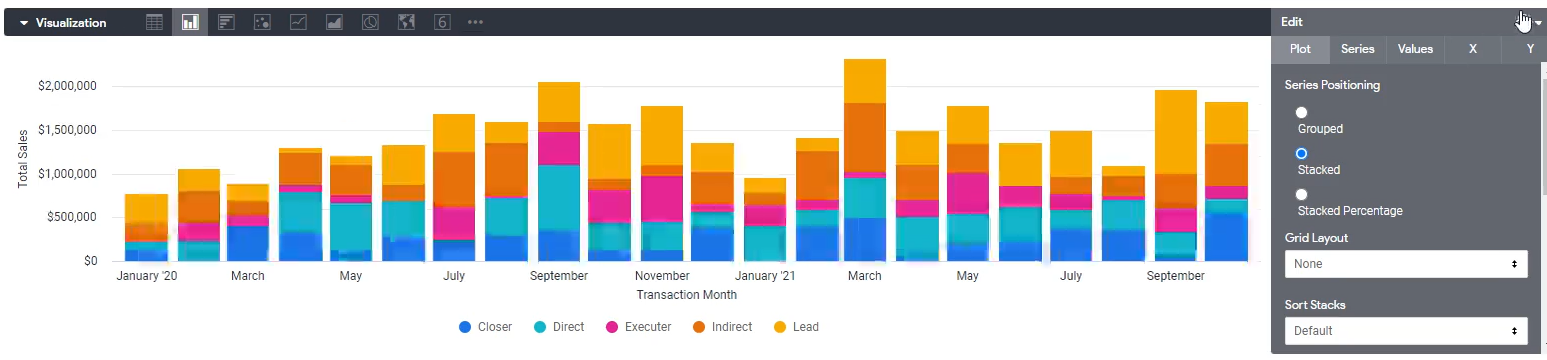 Visualization
6
Edit
Plot Series Values X Y
Series Positioning
Grouped
Stacked
Stacked Percentage
Grid Layout
None
Sort Stacks
Default
Total Sales
$2,000,000
$1,500,000
$1,000,000
$500,000
$0
January '20 March May July September November January '21 March May July September
Transaction Month
Closer Direct Executer Indirect Lead